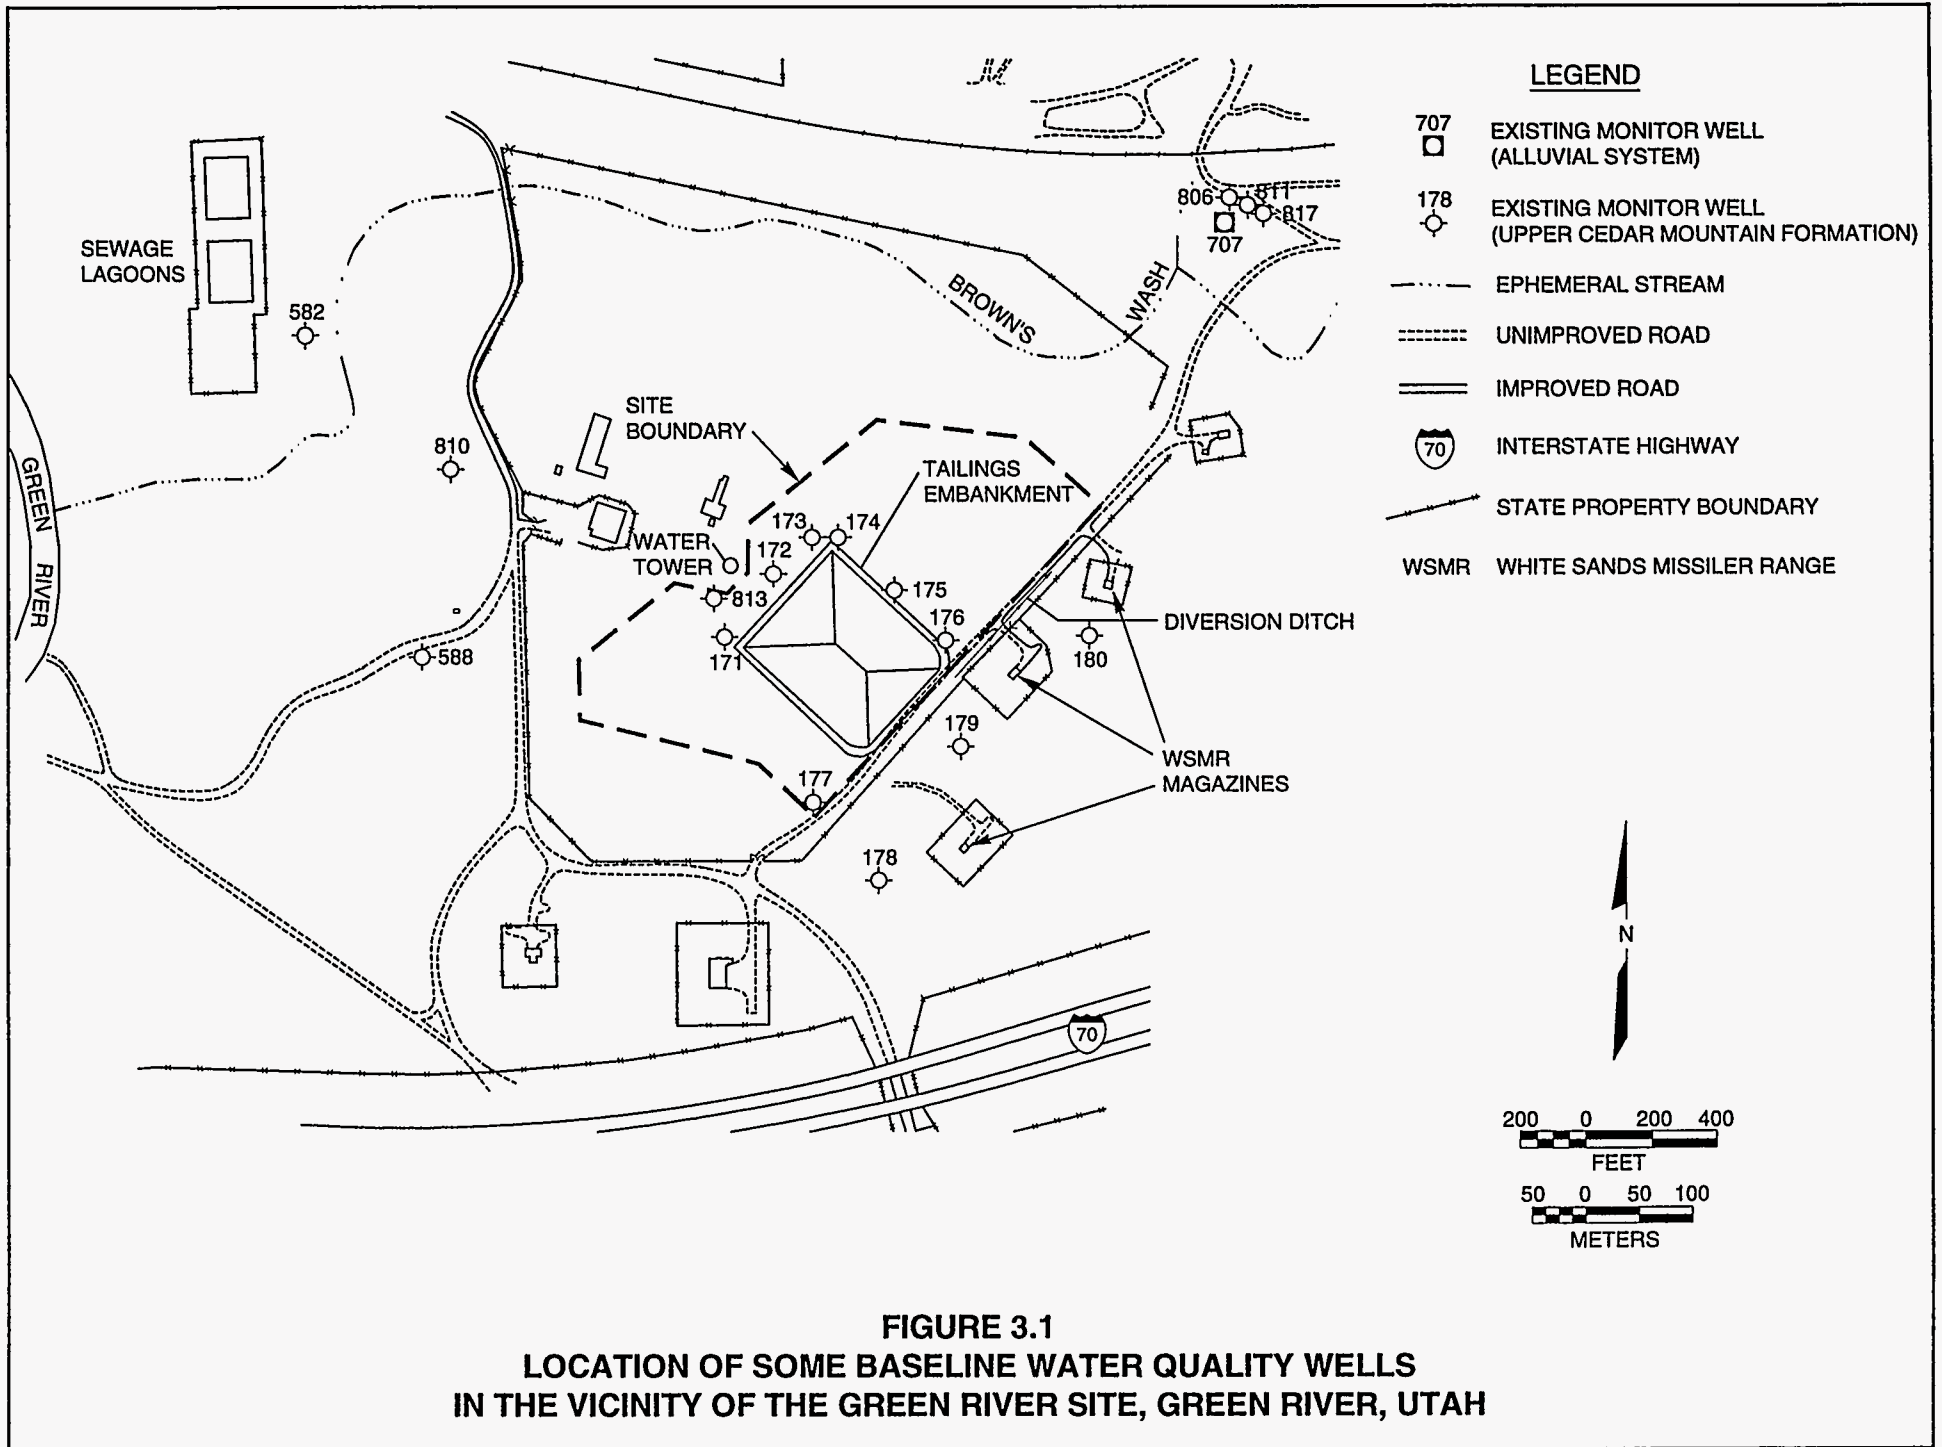 LEGEND
707
EXISTING MONITOR WELL
(ALLUVIAL SYSTEM)
178
EXISTING MONITOR WELL
(UPPER CEDAR MOUNTAIN FORMATION)
EPHEMERAL STREAM
UNIMPROVED ROAD
IMPROVED ROAD
70
INTERSTATE HIGHWAY
STATE PROPERTY BOUNDARY
WSMR WHITE SANDS MISSILER RANGE
806
811
817
707
SEWAGE
LAGOONS
582
BROWN'S
WASH
SITE
BOUNDARY
810
TAILINGS
EMBANKMENT
GREEN
RIVER
173
174
WATER
TOWER
172
175
813
176
171
588
DIVERSION DITCH
180
179
WSMR
MAGAZINES
177
178
N
70
200 0 200 400
FEET
50 0 50 100
METERS
FIGURE 3.1
LOCATION OF SOME BASELINE WATER QUALITY WELLS
IN THE VICINITY OF THE GREEN RIVER SITE, GREEN RIVER, UTAH